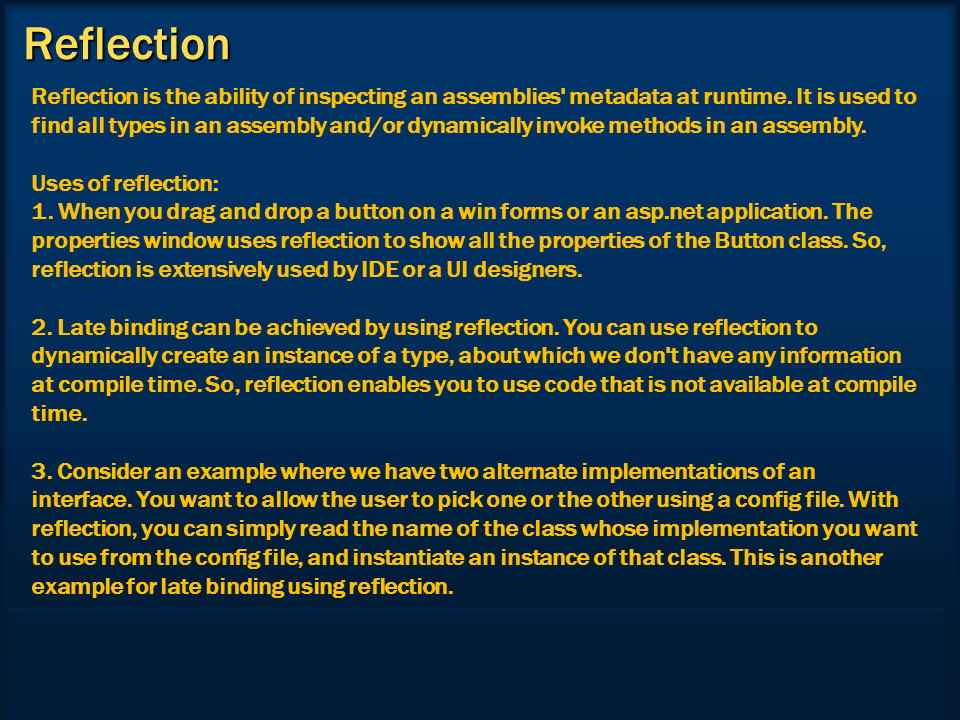 Reflection
Reflection is the ability of inspecting an assemblies' metadata at runtime. It is used to
find all types in an assembly and/or dynamically invoke methods in an assembly.
Uses of reflection:
1. When you drag and drop a button on a win forms or an asp.net application. The
properties window uses reflection to show all the properties of the Button class. So,
reflection is extensively used by IDE or a UI designers.
2. Late binding can be achieved by using reflection. You can use reflection to
dynamically create an instance of a type, about which we don't have any information
at compile time. So, reflection enables you to use code that is not available at compile
time.
3. Consider an example where we have two alternate implementations of an
interface. You want to allow the user to pick one or the other using a config file. With
reflection, you can simply read the name of the class whose implementation you want
to use from the config file, and instantiate an instance of that class. This is another
example for late binding using reflection.